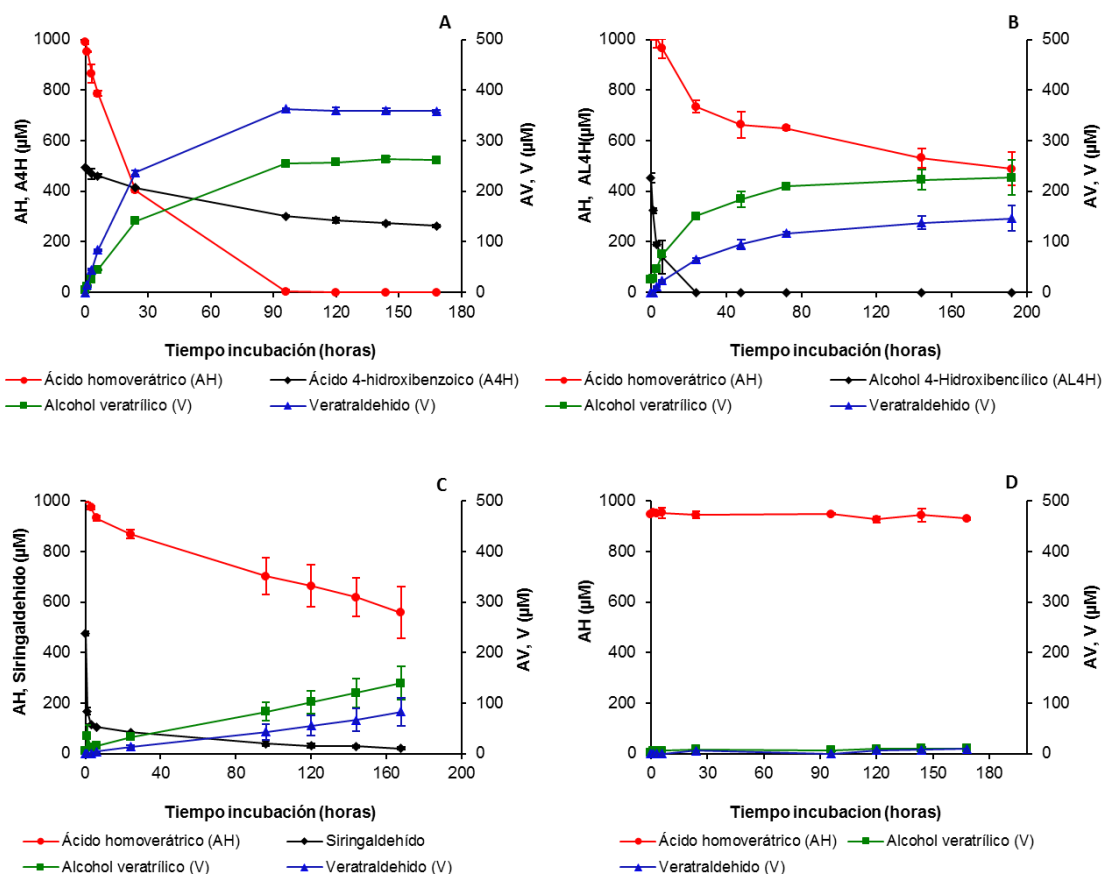 A
1000
800
600
400
200
0
500
400
300
200
100
0
0
30
60
90
120
150
180
AH, A4H (µM)
AV, V (µM)
Tiempo incubación (horas)
Ácido homoverátrico (AH)
Ácido 4-hidroxibenzoico (A4H)
Alcohol veratrílico (V)
Veratraldehido (V)
B
1000
800
600
400
200
0
500
400
300
200
100
0
0
40
80
120
160
200
AH, AL4H(µM)
AV, V (µM)
Tiempo incubación (horas)
Ácido homoverátrico (AH)
Alcohol 4-Hidroxibencílico (AL4H)
Alcohol veratrílico (V)
Veratraldehido (V)
C
1000
800
600
400
200
0
500
400
300
200
100
0
0
40
80
120
160
200
AH, Siringaldehido (µM)
AV, V (µM)
Tiempo incubación (horas)
Ácido homoverátrico (AH)
Siringaldehído
Alcohol veratrílico (V)
Veratraldehido (V)
D
1000
800
600
400
200
0
500
400
300
200
100
0
0
30
60
90
120
150
180
AH (µM)
AV, V (µM)
Tiempo incubacion (horas)
Ácido homoverátrico (AH)
Alcohol veratrílico (V)
Veratraldehido (V)